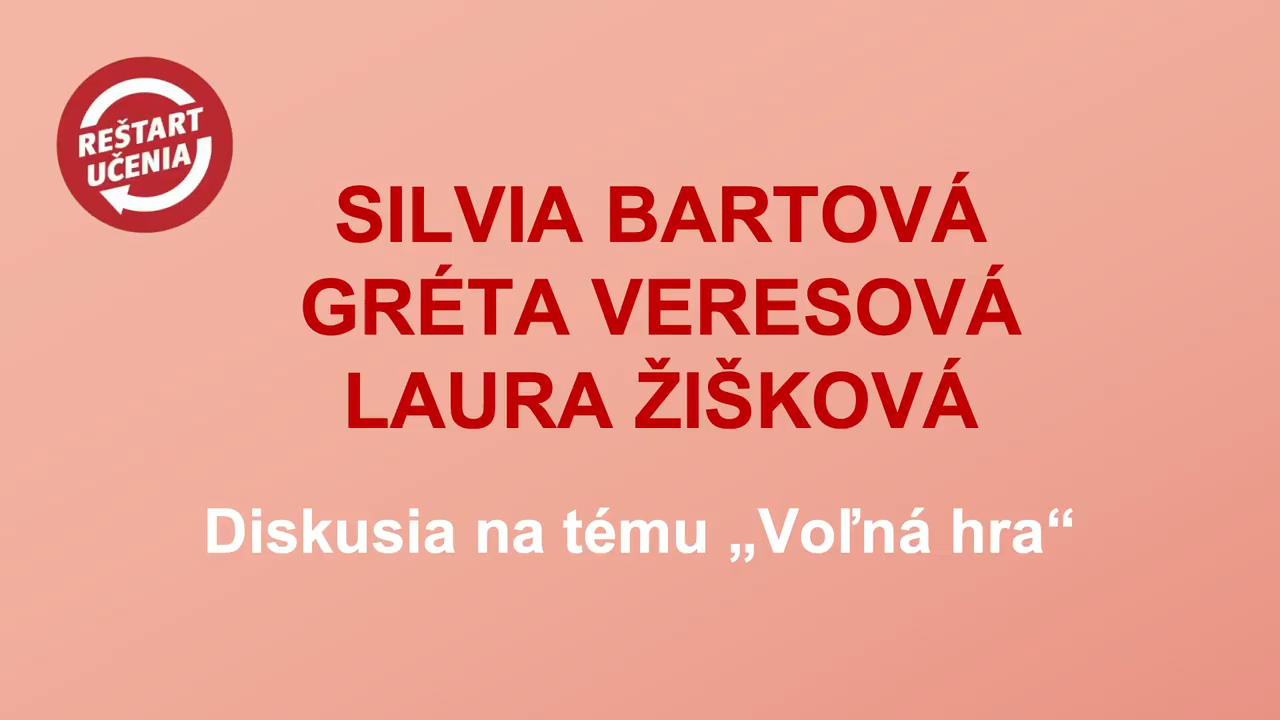 REŠTART
UČENIA
SILVIA BARTOVÁ
GRÉTA VERESOVÁ
LAURA ŽIŠKOVÁ
Diskusia na tému „Voľná hra“